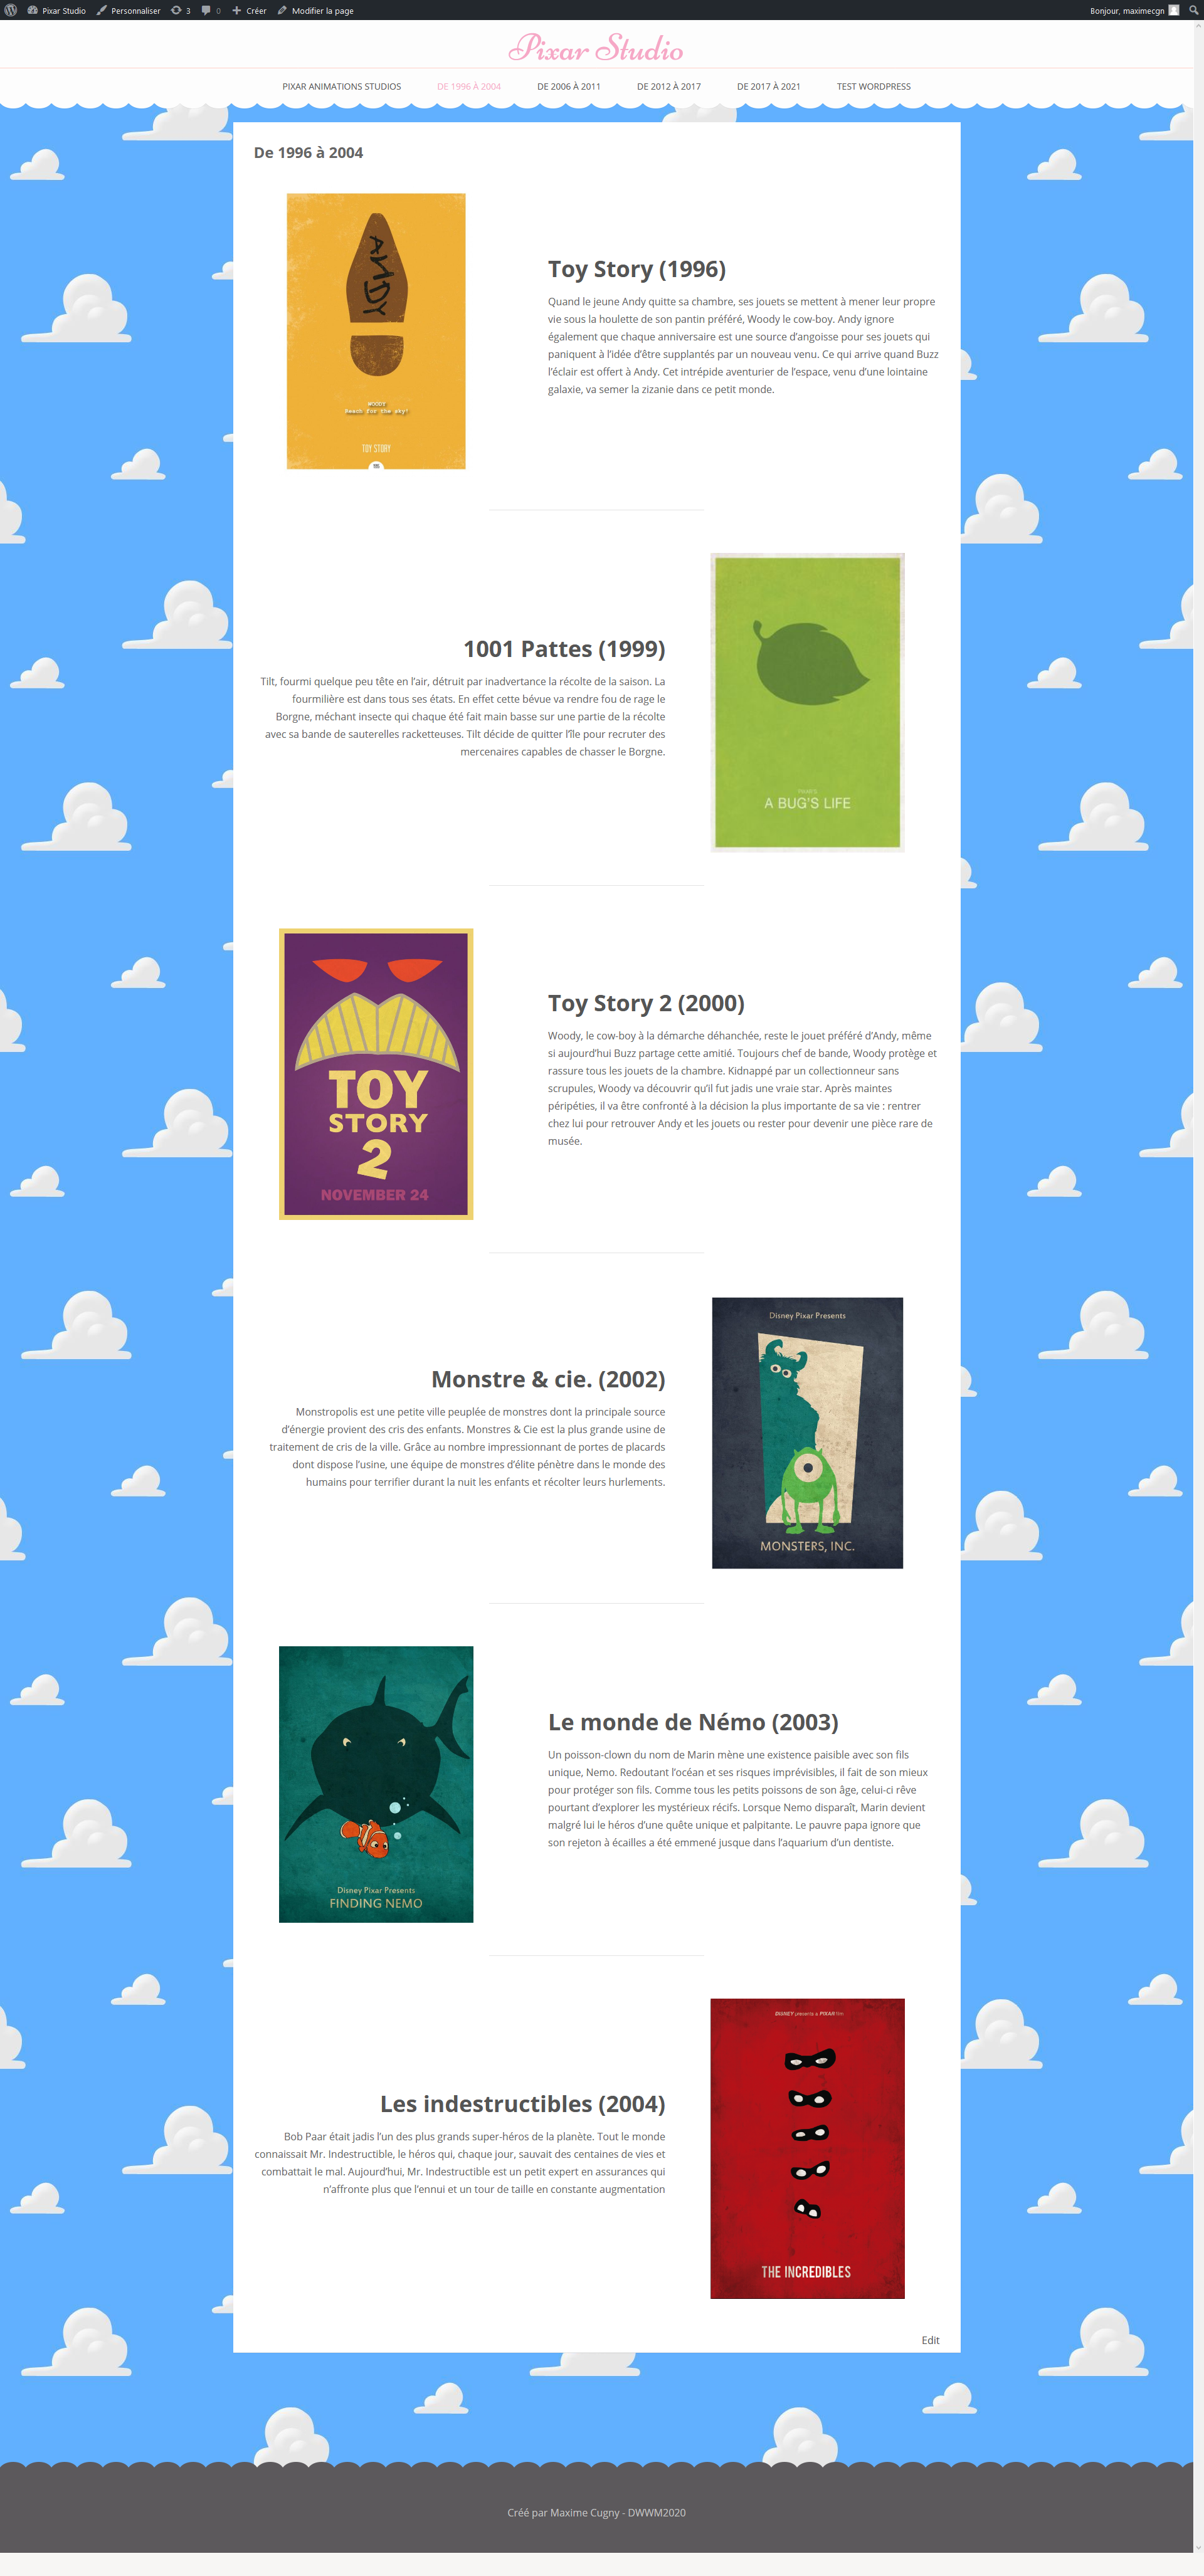 Pixar Studio Personnaliser 3 0 Créer Modifier la page Bonjour, maximecgn
Pixar Studio
PIXAR ANIMATIONS STUDIOS DE 1996 À 2004 DE 2006 À 2011 DE 2012 À 2017 DE 2017 À 2021 TEST WORDPRESS
De 1996 à 2004
ANDY
WOODY
Reach for the sky!
TOY STORY
Toy Story (1996)
Quand le jeune Andy quitte sa chambre, ses jouets se mettent à mener leur propre
vie sous la houlette de son pantin préféré, Woody le cow-boy. Andy ignore
également que chaque anniversaire est une source d’angoisse pour ses jouets qui
paniquent à l’idée d’être supplantés par un nouveau venu. Ce qui arrive quand Buzz
l’éclair est offert à Andy. Cet intrépide aventurier de l’espace, venu d’une lointaine
galaxie, va semer la zizanie dans ce petit monde.
1001 Pattes (1999)
Tilt, fourmi quelque peu tête en l’air, détruit par inadvertance la récolte de la saison. La
fourmilière est dans tous ses états. En effet cette bévue va rendre fou de rage le
Borgne, méchant insecte qui chaque été fait main basse sur une partie de la récolte
avec sa bande de sauterelles racketteuses. Tilt décide de quitter l’île pour recruter des
mercenaires capables de chasser le Borgne.
A BUG'S LIFE
TOY
STORY
2
NOVEMBER 24
Toy Story 2 (2000)
Woody, le cow-boy à la démarche déhanchée, reste le jouet préféré d’Andy, même
si aujourd’hui Buzz partage cette amitié. Toujours chef de bande, Woody protège et
rassure tous les jouets de la chambre. Kidnappé par un collectionneur sans
scrupules, Woody va découvrir qu’il fut jadis une vraie star. Après maintes
péripéties, il va être confronté à la décision la plus importante de sa vie : rentrer
chez lui pour retrouver Andy et les jouets ou rester pour devenir une pièce rare de
musée.
Monstre & cie. (2002)
Monstropolis est une petite ville peuplée de monstres dont la principale source
d’énergie provient des cris des enfants. Monstres & Cie est la plus grande usine de
traitement de cris de la ville. Grâce au nombre impressionnant de portes de placards
dont dispose l’usine, une équipe de monstres d’élite pénètre dans le monde des
humains pour terrifier durant la nuit les enfants et récolter leurs hurlements.
Disney Pixar Presents
MONSTERS, INC.
Disney Pixar Presents
FINDING NEMO
Le monde de Némo (2003)
Un poisson-clown du nom de Marin mène une existence paisible avec son fils
unique, Nemo. Redoutant l’océan et ses risques imprévisibles, il fait de son mieux
pour protéger son fils. Comme tous les petits poissons de son âge, celui-ci rêve
pourtant d’explorer les mystérieux récifs. Lorsque Nemo disparaît, Marin devient
malgré lui le héros d’une quête unique et palpitante. Le pauvre papa ignore que
son rejeton à écailles a été emmené jusque dans l’aquarium d’un dentiste.
Les indestructibles (2004)
Bob Paar était jadis l’un des plus grands super-héros de la planète. Tout le monde
connaissait Mr. Indestructible, le héros qui, chaque jour, sauvait des centaines de vies et
combattait le mal. Aujourd’hui, Mr. Indestructible est un petit expert en assurances qui
n’affronte plus que l’ennui et un tour de taille en constante augmentation
DISNEY presents a PIXAR film
THE INCREDIBLES
Edit
Créé par Maxime Cugny - DWWM2020